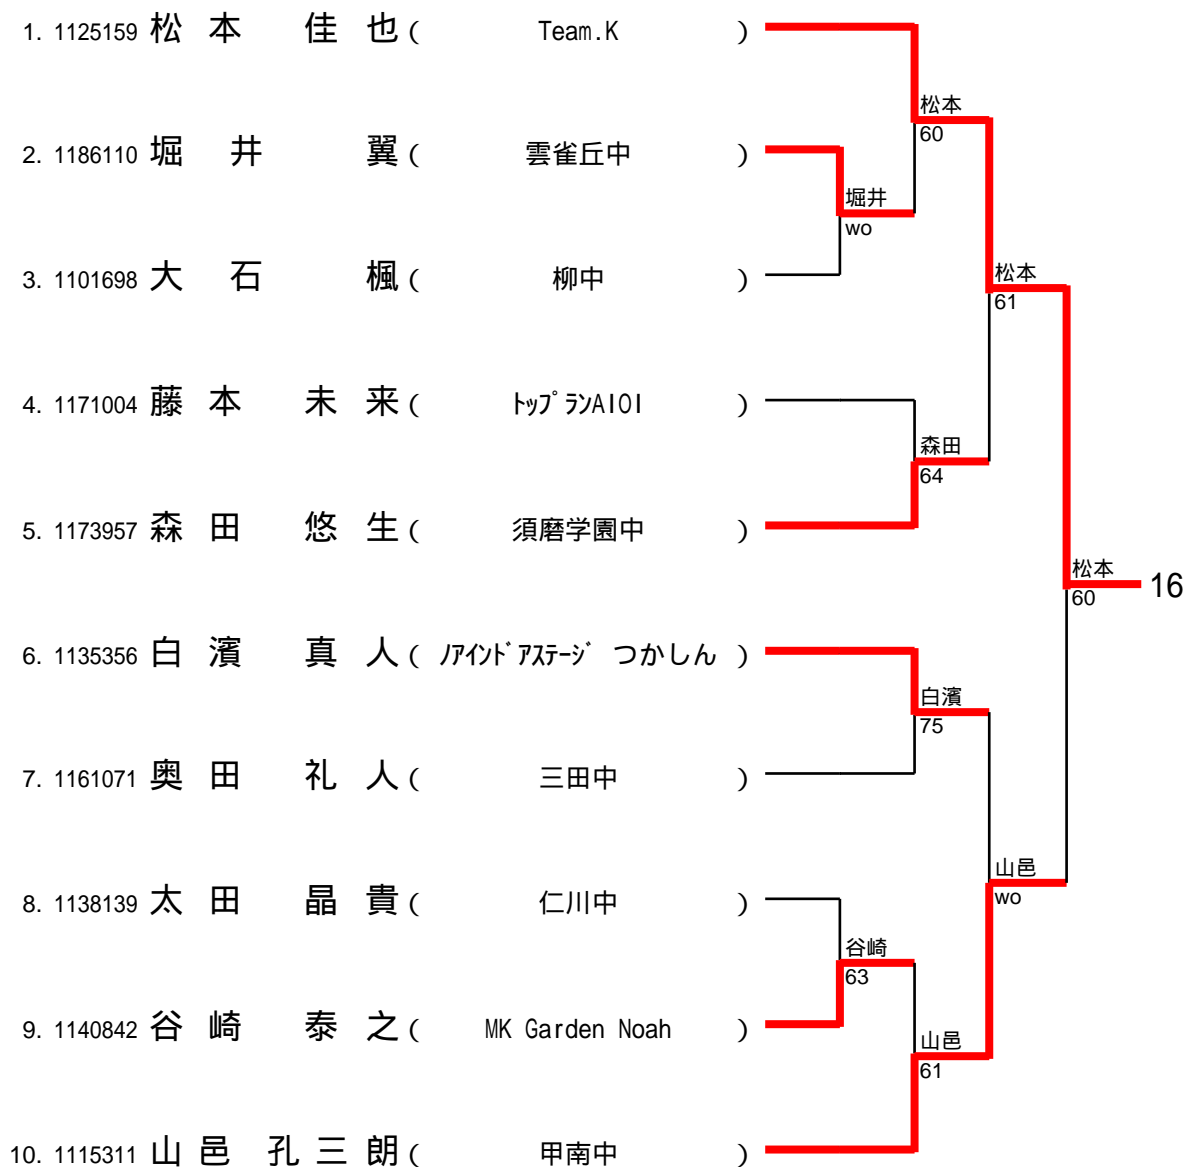 1. 1125159 松本 佳也 ( Team.K )
松本
60
2. 1186110 堀井 翼 ( 雲雀丘中 )
堀井
wo
3. 1101698 大石 楓 ( 柳中 )
松本
61
4. 1171004 藤本 未来 ( トップランAIOI )
森田
64
5. 1173957 森田 悠生 ( 須磨学園中 )
松本
60
16
6. 1135356 白濱 真人 ( ノアインドアステージ つかしん )
白濱
75
7. 1161071 奥田 礼人 ( 三田中 )
山邑
wo
8. 1138139 太田 晶貴 ( 仁川中 )
谷崎
63
9. 1140842 谷崎 泰之 ( MK Garden Noah )
山邑
61
10. 1115311 山邑 孔三朗 ( 甲南中 )